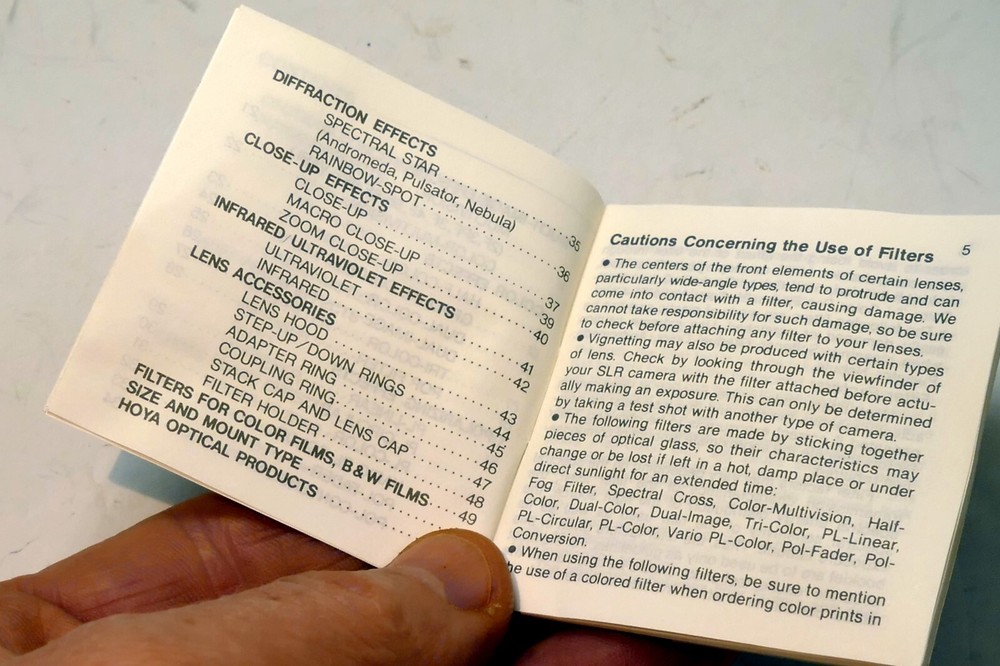 DIFFRACTION EFFECTS
SPECTRAL STAR ............ 35
(Andromeda, Pulsator, Nebula)
RAINBOW-SPOT ............ 36
CLOSE-UP EFFECTS
CLOSE-UP ............ 37
MACRO CLOSE-UP ............ 39
ZOOM CLOSE-UP ............ 40
INFRARED/ULTRAVIOLET EFFECTS
ULTRAVIOLET ............ 41
INFRARED ............ 42
LENS ACCESSORIES
LENS HOOD ............ 43
STEP-UP/DOWN RINGS ............ 44
ADAPTER RING ............ 45
COUPLING RING ............ 46
STACK CAP AND LENS CAP ............ 47
FILTER HOLDER ............ 48
FILTERS FOR COLOR FILMS, B&W FILMS ...... 49
SIZE AND MOUNT TYPE ............
HOYA OPTICAL PRODUCTS ............
5
Cautions Concerning the Use of Filters
● The centers of the front elements of certain lenses,
particularly wide-angle types, tend to protrude and can
come into contact with a filter, causing damage. We
cannot take responsibility for such damage, so be sure
to check before attaching any filter to your lenses.
● Vignetting may also be produced with certain types
of lens. Check by looking through the viewfinder of
your SLR camera with the filter attached before actu-
ally making an exposure. This can only be determined
by taking a test shot with another type of camera.
● The following filters are made by sticking together
pieces of optical glass, so their characteristics may
change or be lost if left in a hot, damp place or under
direct sunlight for an extended time;
Fog Filter, Spectral Cross, Color-Multivision, Half-
Color, Dual-Color, Dual-Image, Tri-Color, PL-Linear,
PL-Circular, PL-Color, Vario PL-Color, Pol-Fader, Pol-
Conversion.
● When using the following filters, be sure to mention
the use of a colored filter when ordering color prints in